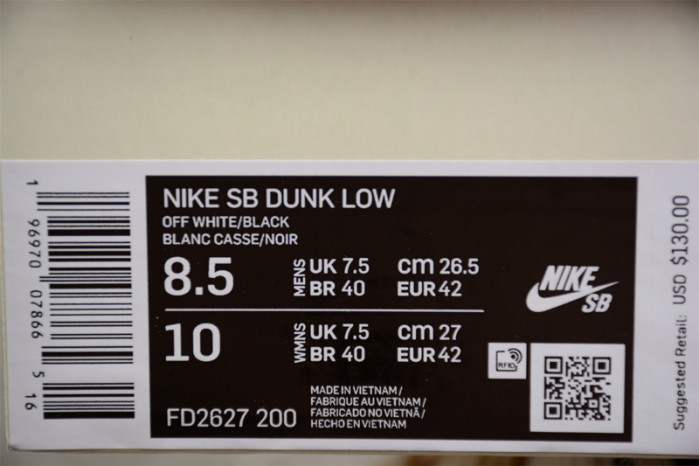 NIKE SB DUNK LOW
OFF WHITE/BLACK
BLANC CASSE/NOIR
8.5 MENS UK 7.5 cm 26.5
BR 40 EUR 42
10 WMNS UK 7.5 cm 27
BR 40 EUR 42
MADE IN VIETNAM /
FABRIQUE AU VIETNAM /
FABRICADO NO VIETNÃ /
HECHO EN VIETNAM
FD2627 200
NIKE
SB
RFID
1 96970 07866 5 16
Suggested Retail: USD $130.00